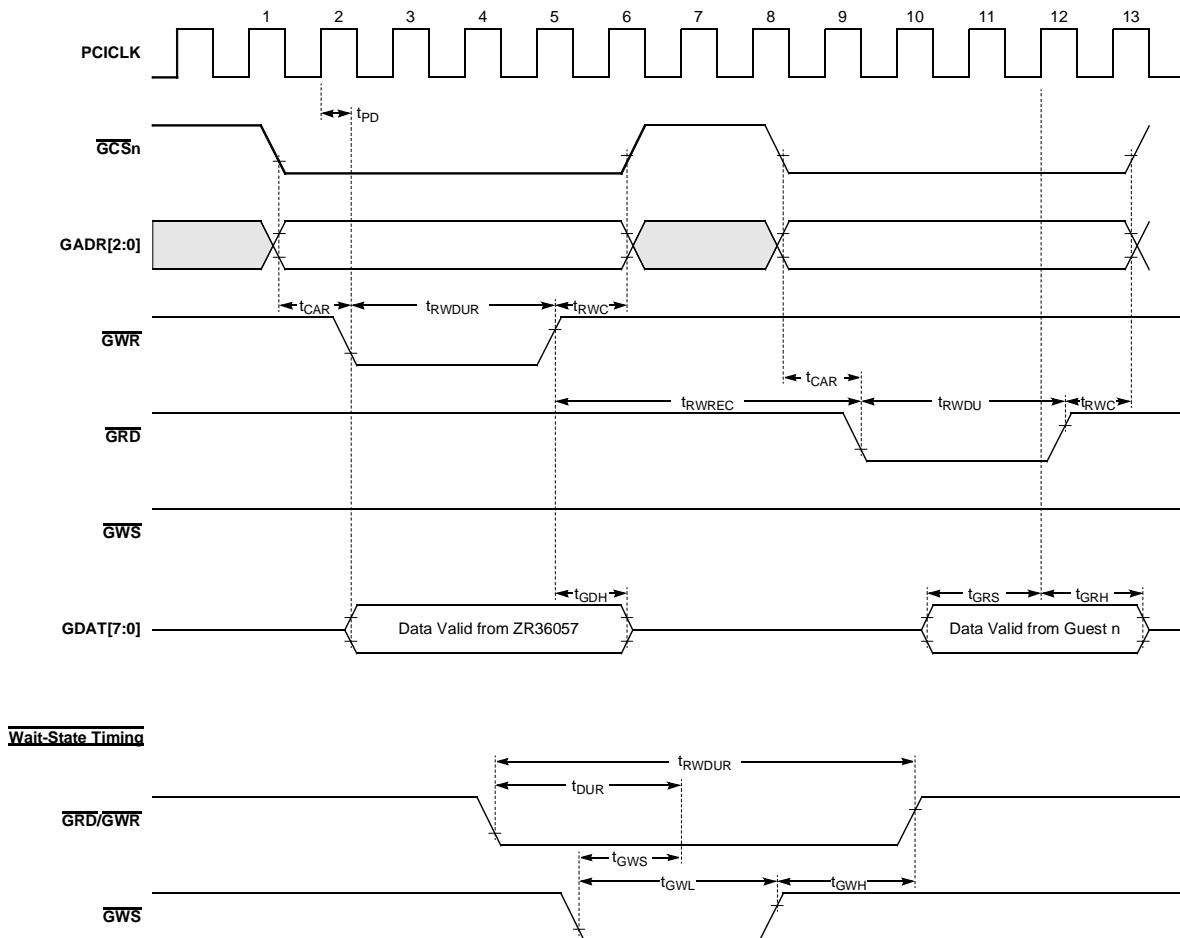 1 2 3 4 5 6 7 8 9 10 11 12 13
PCICLK
tPD
GCSn
GADR[2:0]
tCAR tRWDUR tRWC
GWR
tCAR
tRWREC tRWDU tRWC
GRD
GWS
tGDH tGRS tGRH
GDAT[7:0] Data Valid from ZR36057 Data Valid from Guest n
Wait-State Timing
tRWDUR
tDUR
GRD/GWR
tGWS
tGWL tGWH
GWS